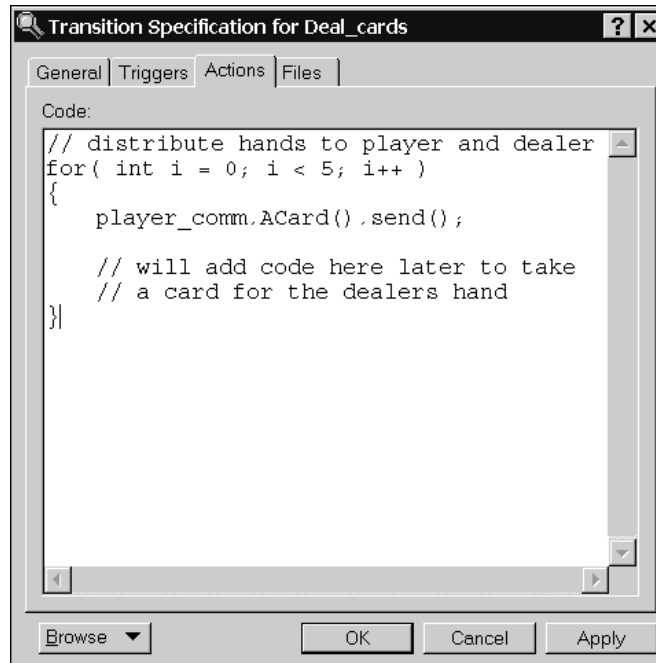 Transition Specification for Deal_cards
General Triggers Actions Files
Code:
// distribute hands to player and dealer
for( int i = 0; i < 5; i++ )
{
player_comm.ACard().send();
// will add code here later to take
// a card for the dealers hand
}
Browse OK Cancel Apply